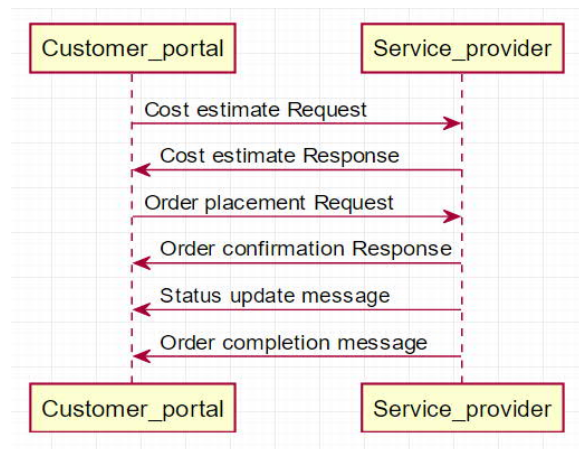 Customer_portal Service_provider
Cost estimate Request
Cost estimate Response
Order placement Request
Order confirmation Response
Status update message
Order completion message
Customer_portal Service_provider